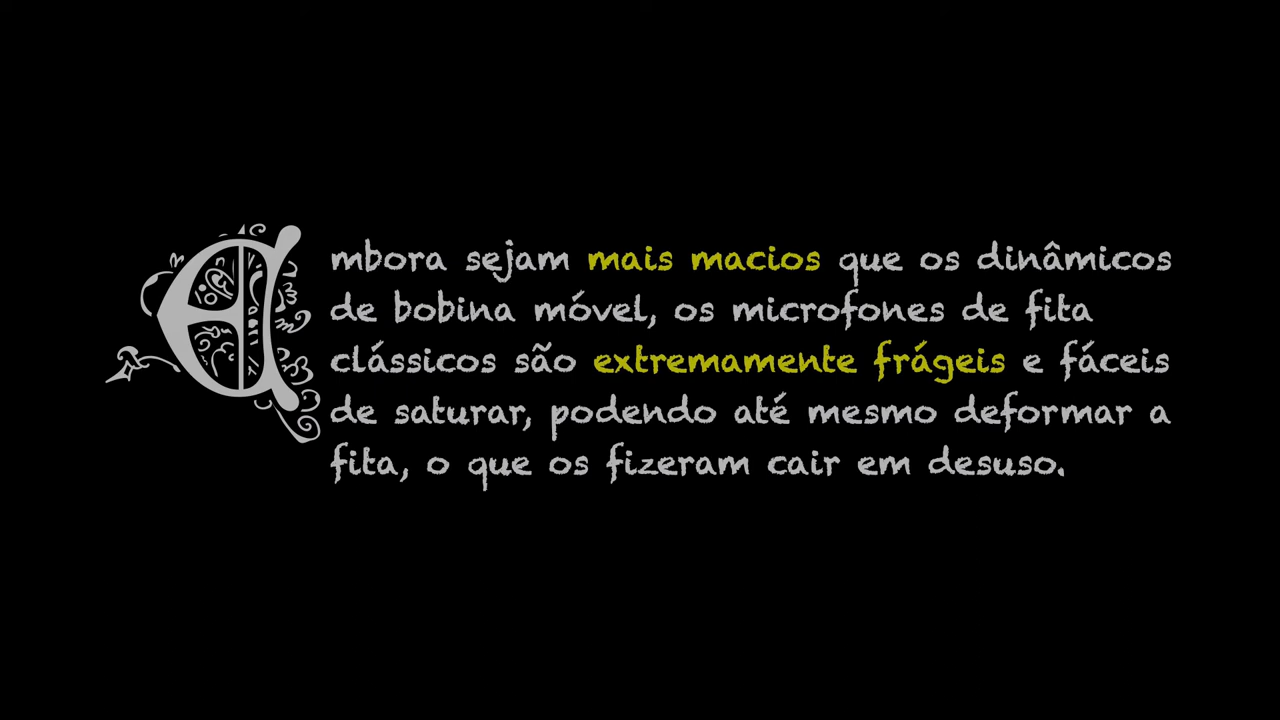 Embora sejam mais macios que os dinâmicos
de bobina móvel, os microfones de fita
clássicos são extremamente frágeis e fáceis
de saturar, podendo até mesmo deformar a
fita, o que os fizeram cair em desuso.